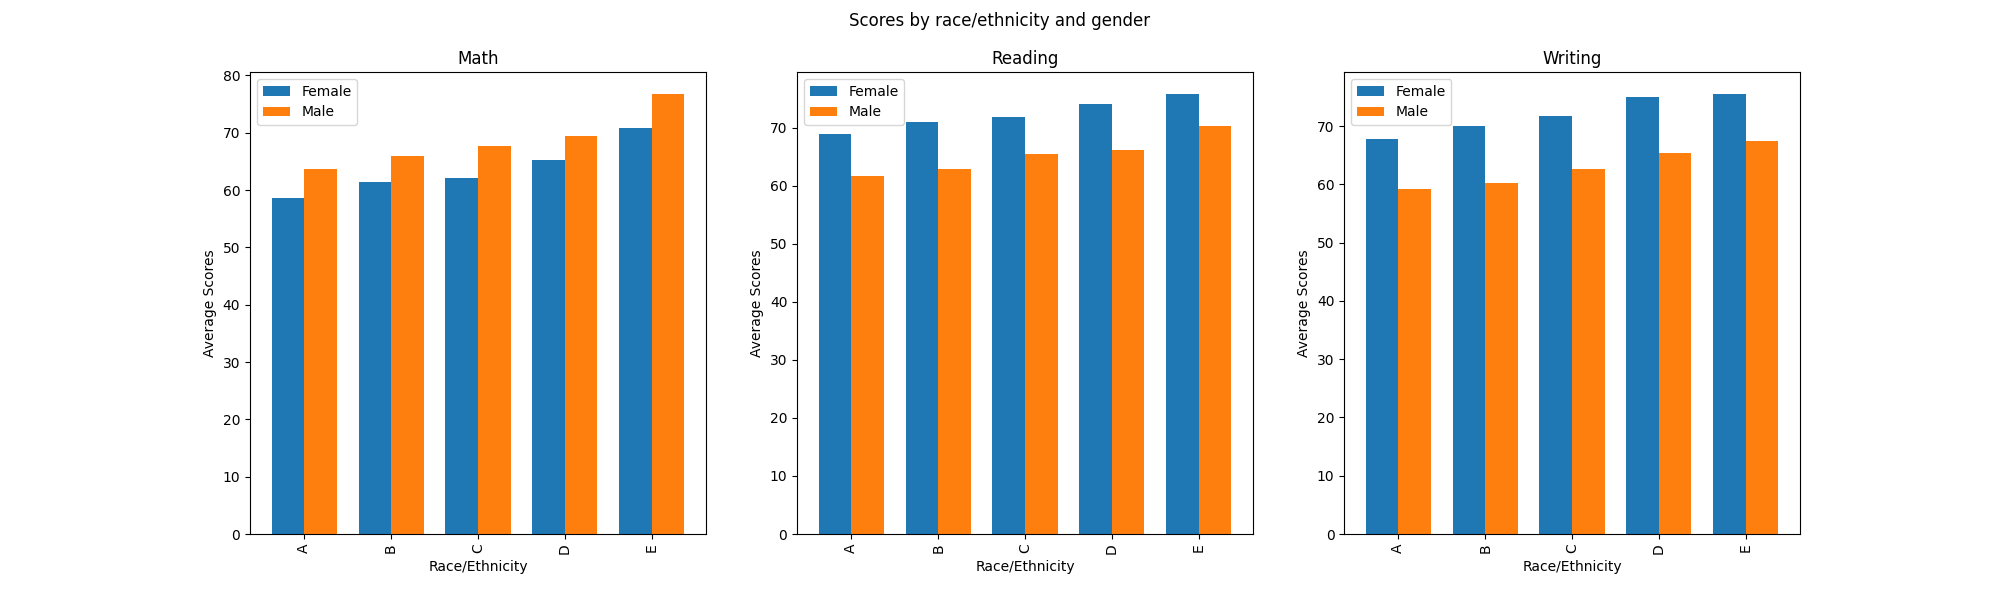 Scores by race/ethnicity and gender
Math
Female
Male
80
70
60
50
40
30
20
10
0
Average Scores
A
B
C
D
E
Race/Ethnicity
Reading
Female
Male
70
60
50
40
30
20
10
0
Average Scores
A
B
C
D
E
Race/Ethnicity
Writing
Female
Male
70
60
50
40
30
20
10
0
Average Scores
A
B
C
D
E
Race/Ethnicity